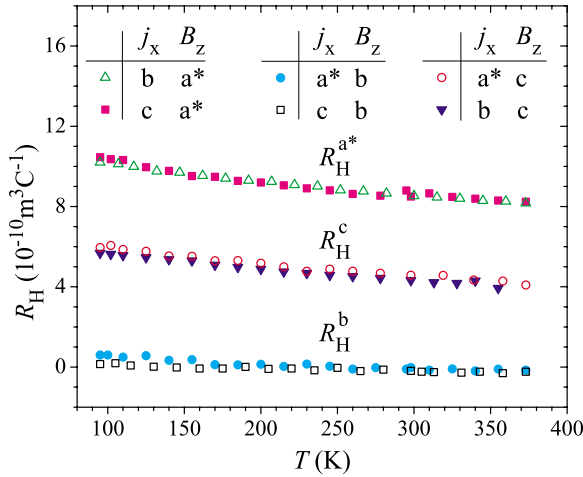 16
12
8
4
0
R_H (10^-10 m^3C^-1)
j_x B_z
b a*
c a*
j_x B_z
a* b
c b
j_x B_z
a* c
b c
R_H^a*
R_H^c
R_H^b
100 150 200 250 300 350 400
T (K)